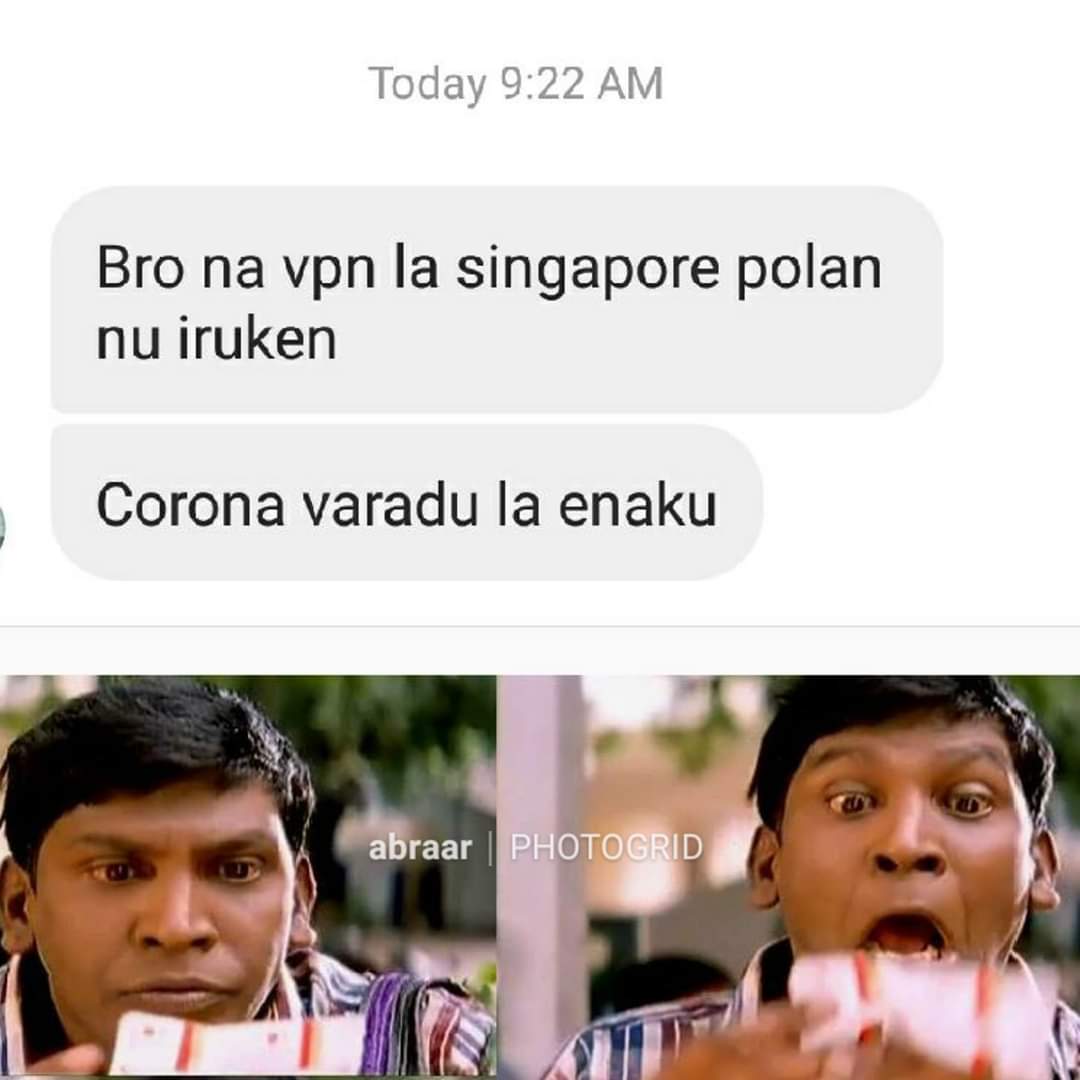 Today 9:22 AM
Bro na vpn la singapore polan
nu iruken
Corona varadu la enaku
abraar | PHOTOGRID